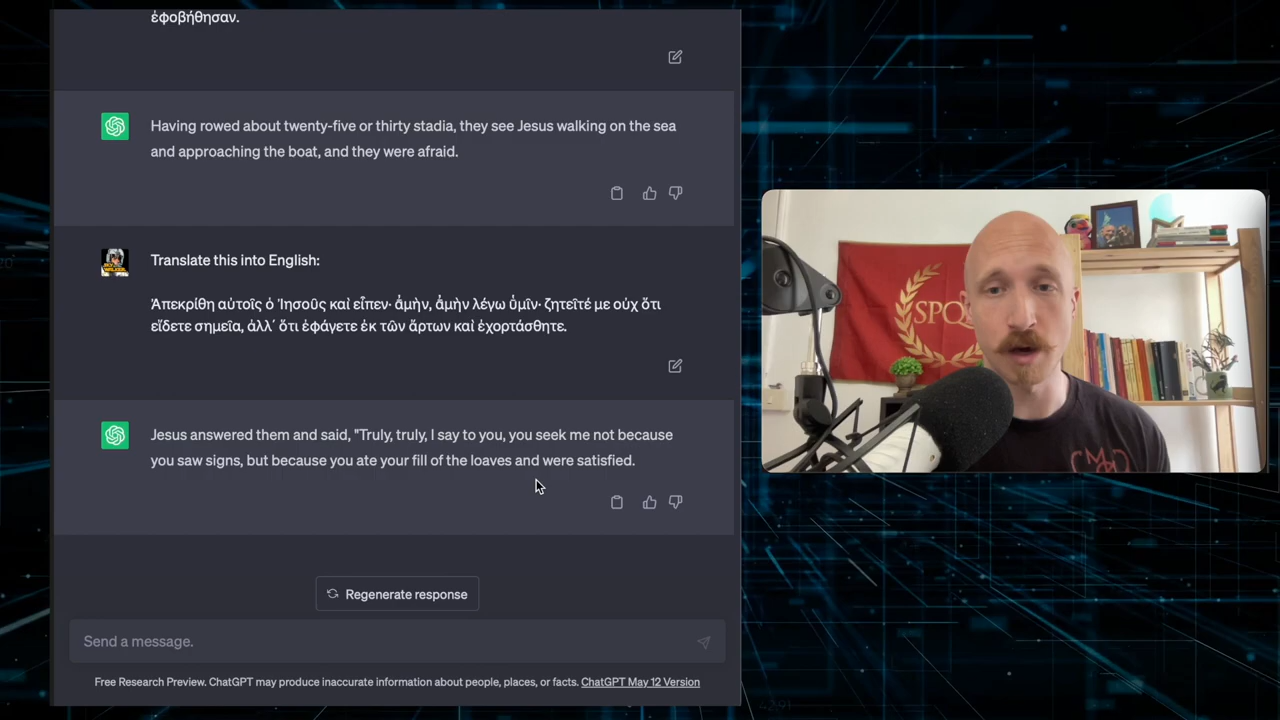 ἐφοβήθησαν.
Having rowed about twenty-five or thirty stadia, they see Jesus walking on the sea
and approaching the boat, and they were afraid.
Translate this into English:
Ἀπεκρίθη αὐτοῖς ὁ Ἰησοῦς καὶ εἶπεν· ἀμὴν, ἀμὴν λέγω ὑμῖν· ζητεῖτέ με οὐχ ὅτι
εἴδετε σημεῖα, ἀλλ᾽ ὅτι ἐφάγετε ἐκ τῶν ἄρτων καὶ ἐχορτάσθητε.
Jesus answered them and said, "Truly, truly, I say to you, you seek me not because
you saw signs, but because you ate your fill of the loaves and were satisfied.
Regenerate response
Send a message.
Free Research Preview. ChatGPT may produce inaccurate information about people, places, or facts. ChatGPT May 12 Version
SPQ